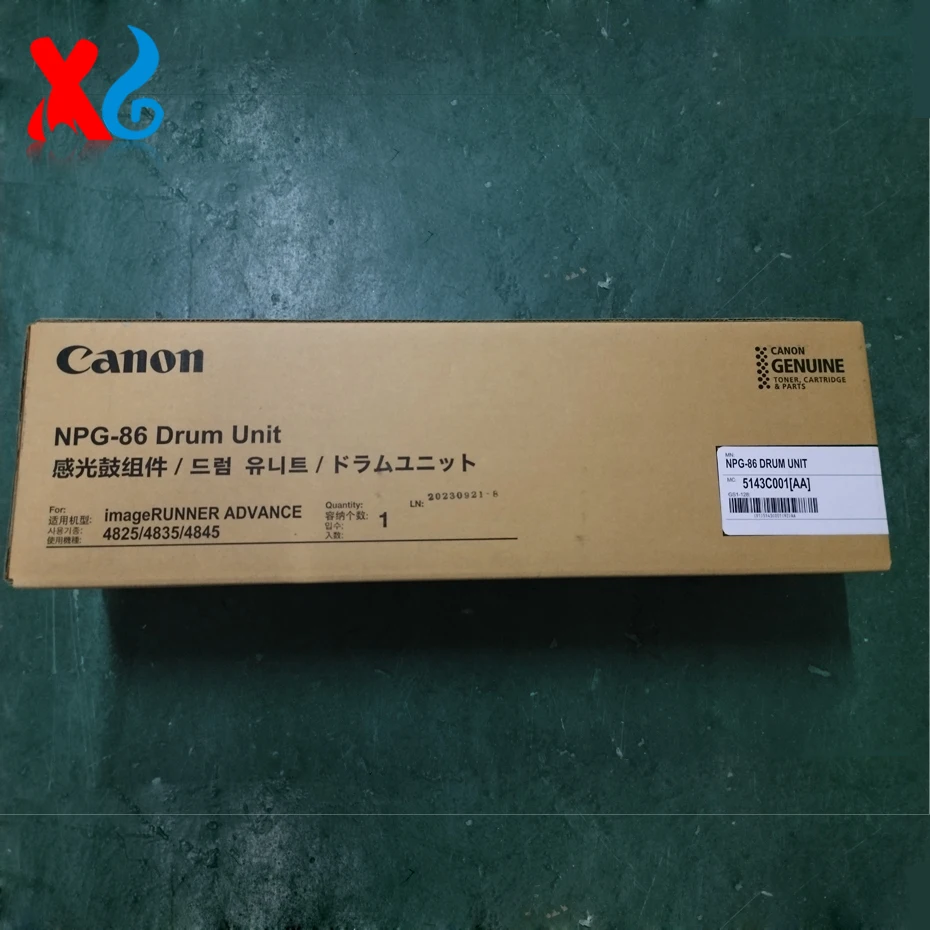 Canon
CANON
GENUINE
TONER, CARTRIDGE
& PARTS
NPG-86 Drum Unit
感光鼓组件 / 드럼 유니트 / ドラムユニット
For:
适用机型:
사용기종:
使用機種:
imageRUNNER ADVANCE
4825/4835/4845
Quantity:
容纳个数:
입수:
入数:
1
LN: 20230921-8
MN:
NPG-86 DRUM UNIT
MC: 5143C001[AA]
GS1-128: